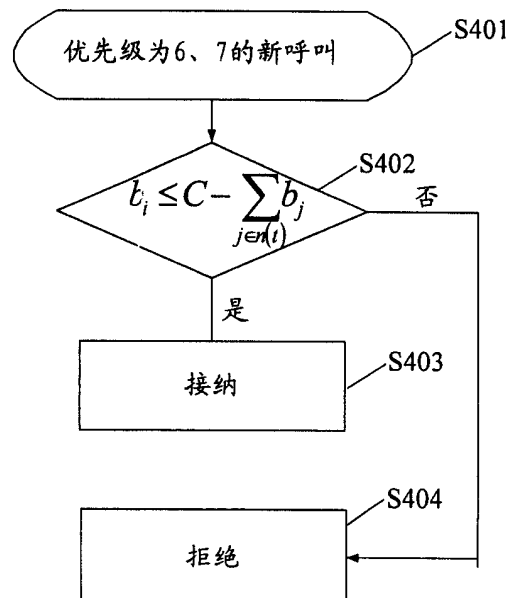 优先级为6、7的新呼叫
S401
S402
b_i ≤ C - ∑_{j∈n(t)} b_j
否
是
接纳
S403
S404
拒绝